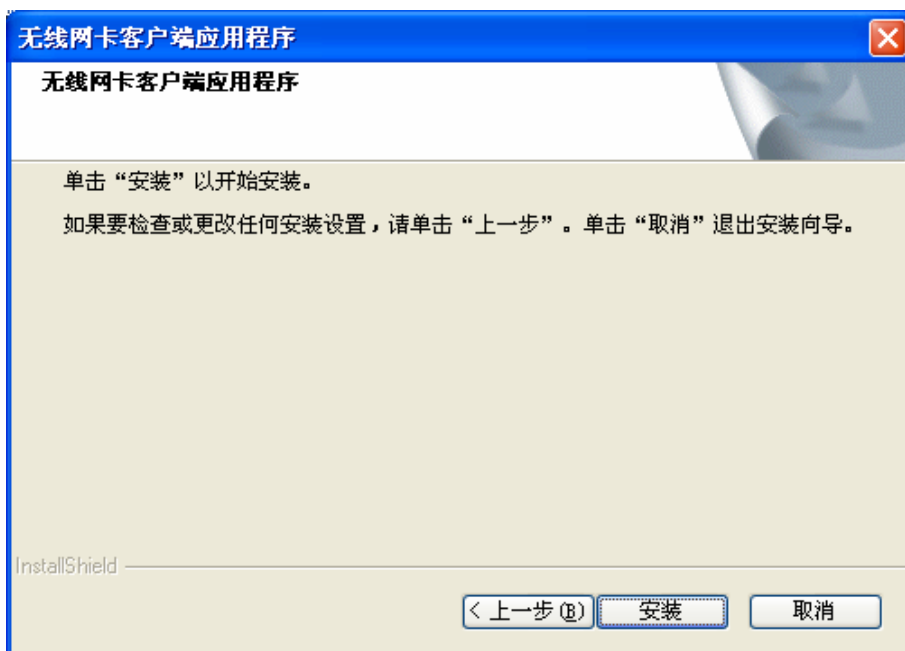 无线网卡客户端应用程序
无线网卡客户端应用程序
单击“安装”以开始安装。
如果要检查或更改任何安装设置，请单击“上一步”。单击“取消”退出安装向导。
InstallShield
< 上一步(B)
安装
取消